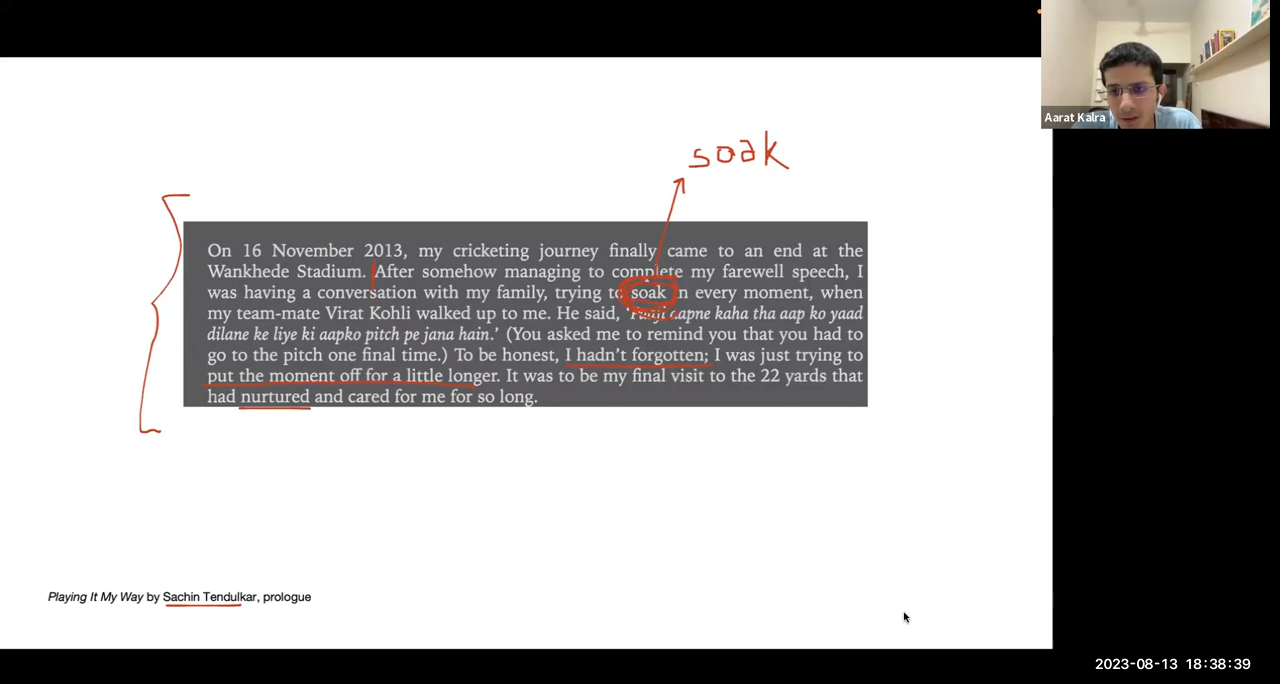 Aarat Kalra
soak
On 16 November 2013, my cricketing journey finally came to an end at the
Wankhede Stadium. After somehow managing to complete my farewell speech, I
was having a conversation with my family, trying to soak in every moment, when
my team-mate Virat Kohli walked up to me. He said, ‘Paaji aapne kaha tha aap ko yaad
dilane ke liye ki aapko pitch pe jana hain.’ (You asked me to remind you that you had to
go to the pitch one final time.) To be honest, I hadn’t forgotten; I was just trying to
put the moment off for a little longer. It was to be my final visit to the 22 yards that
had nurtured and cared for me for so long.
Playing It My Way by Sachin Tendulkar, prologue
2023-08-13 18:38:39